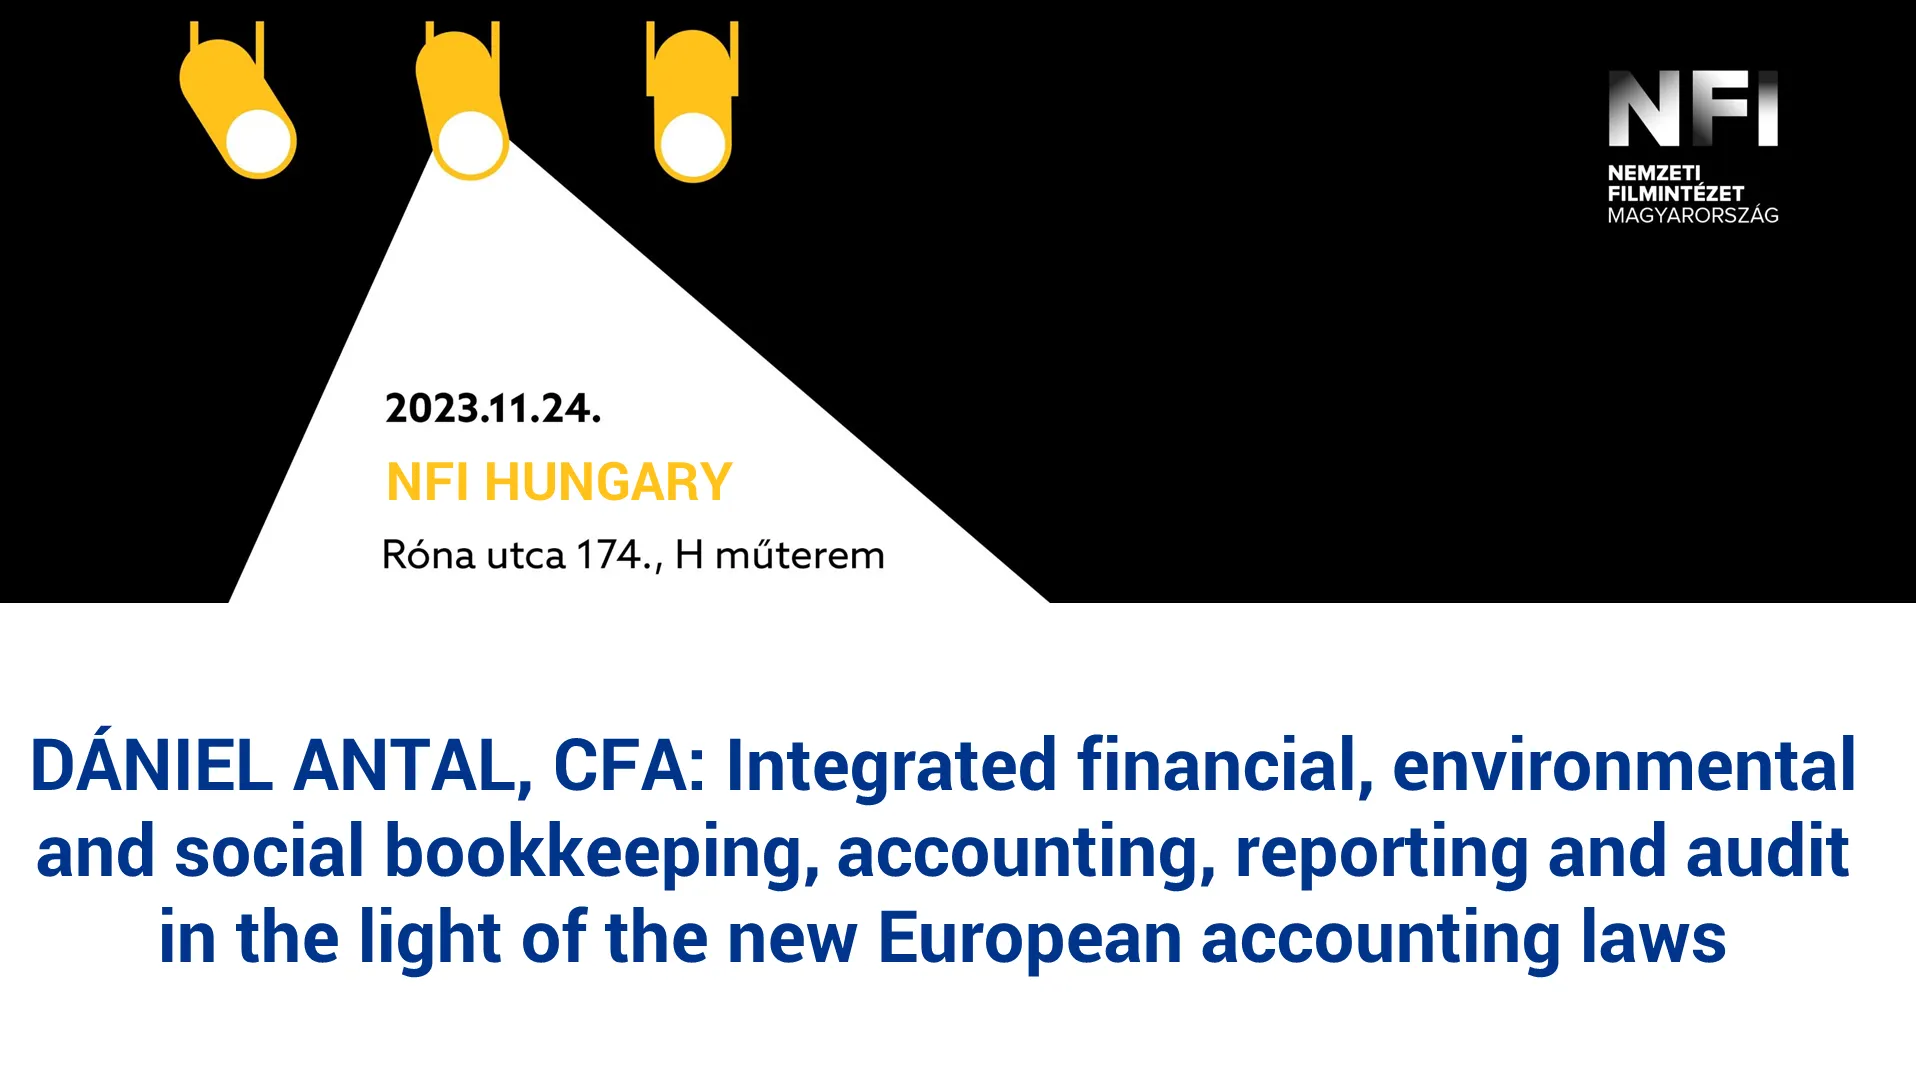 NFI
NEMZETI
FILMINTÉZET
MAGYARORSZÁG
2023.11.24.
NFI HUNGARY
Róna utca 174., H műterem
DÁNIEL ANTAL, CFA: Integrated financial, environmental
and social bookkeeping, accounting, reporting and audit
in the light of the new European accounting laws